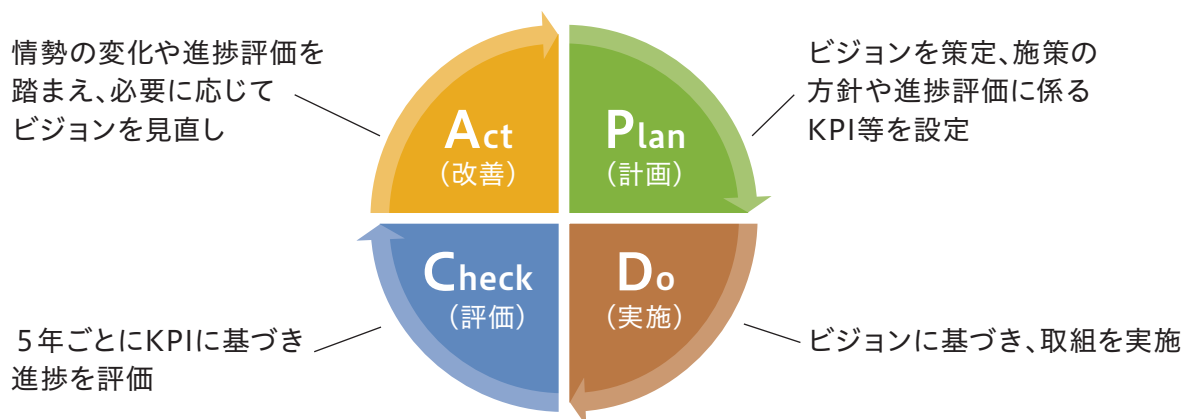 情勢の変化や進捗評価を
踏まえ、必要に応じて
ビジョンを見直し
Act
（改善）
Plan
（計画）
ビジョンを策定、施策の
方針や進捗評価に係る
KPI等を設定
Check
（評価）
Do
（実施）
5年ごとにKPIに基づき
進捗を評価
ビジョンに基づき、取組を実施